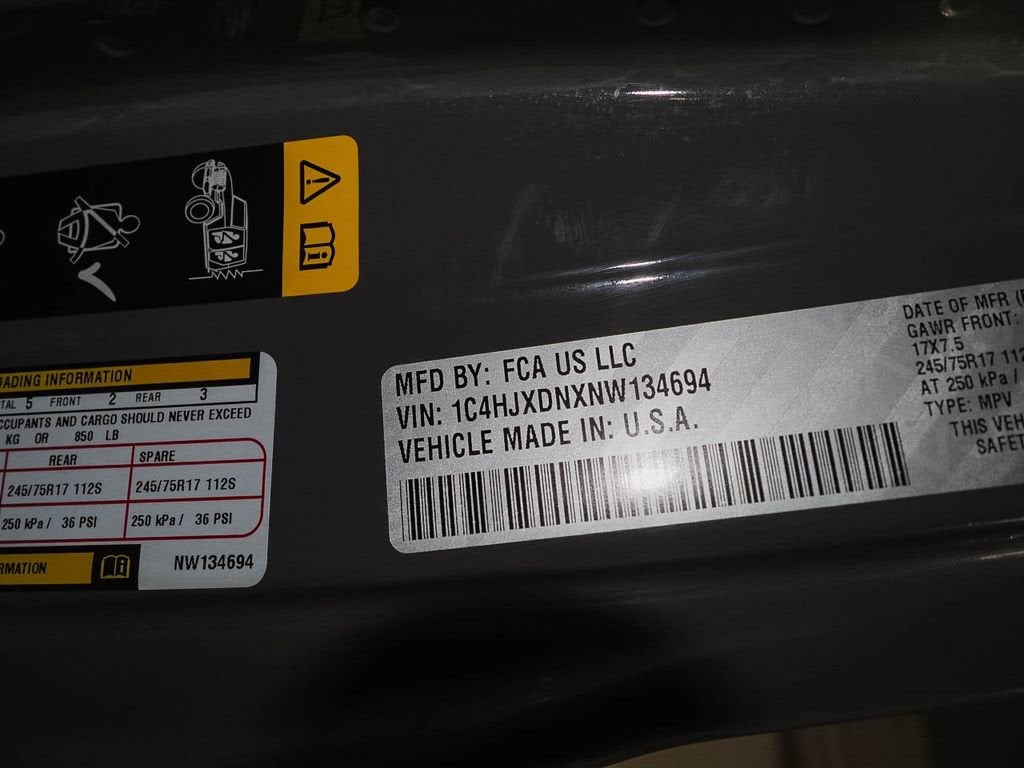 OADING INFORMATION
TAL 5 FRONT 2 REAR 3
CCUPANTS AND CARGO SHOULD NEVER EXCEED
KG OR 850 LB
REAR SPARE
245/75R17 112S 245/75R17 112S
250 kPa / 36 PSI 250 kPa / 36 PSI
RMATION
NW134694
MFD BY: FCA US LLC
VIN: 1C4HJXDNXNW134694
VEHICLE MADE IN: U.S.A.
DATE OF MFR (
GAWR FRONT:
17X7.5
245/75R17 112
AT 250 kPa /
TYPE: MPV
THIS VEH
SAFET